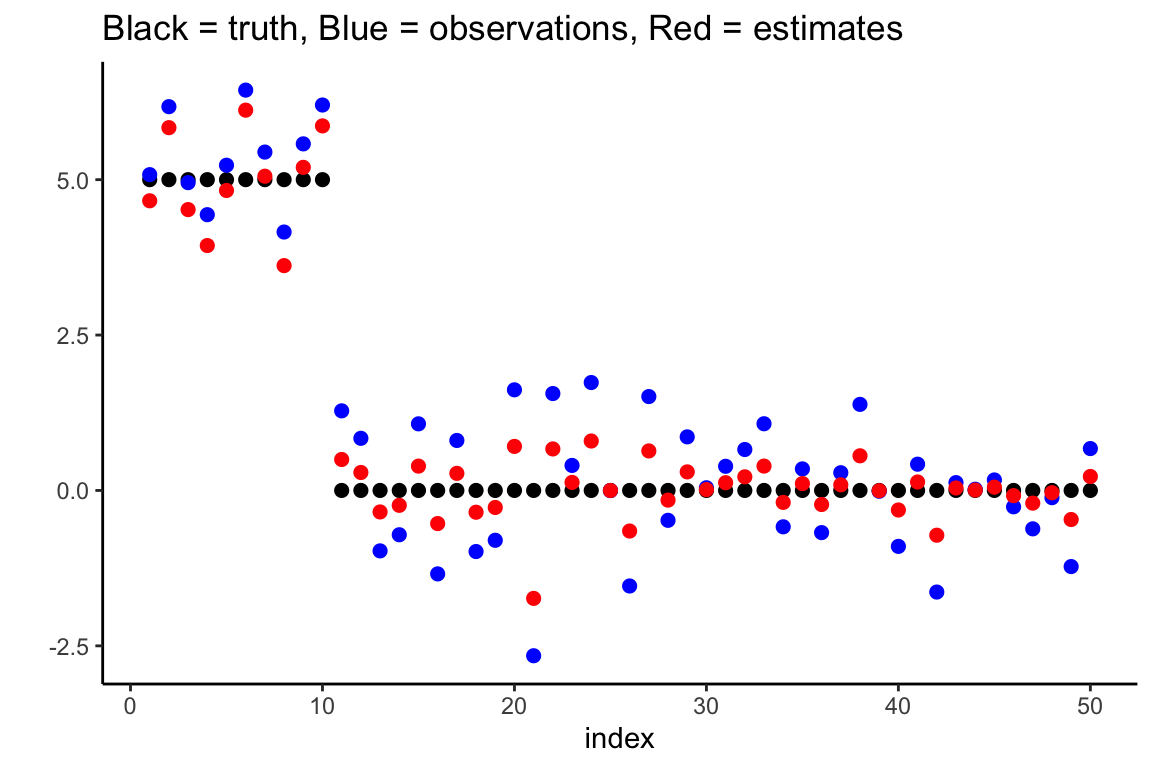 Black = truth, Blue = observations, Red = estimates
5.0
2.5
0.0
-2.5
0 10 20 30 40 50
index